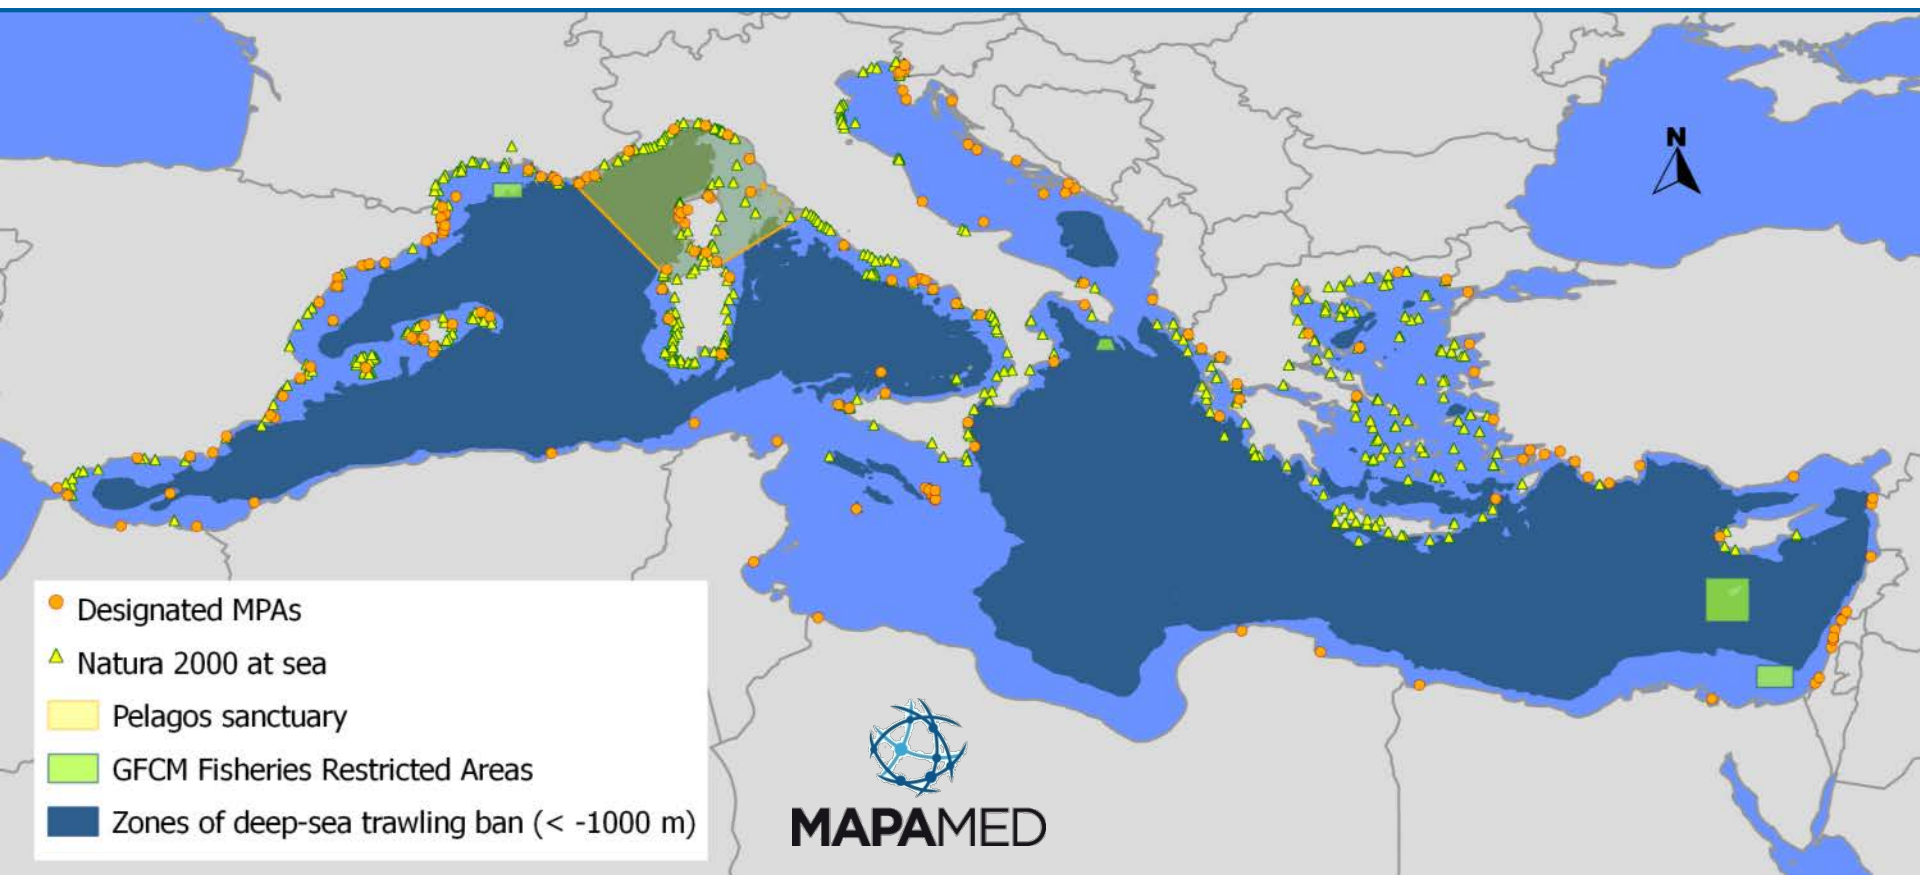 N
Designated MPAs
Natura 2000 at sea
Pelagos sanctuary
GFCM Fisheries Restricted Areas
Zones of deep-sea trawling ban (< -1000 m)
MAPAMED